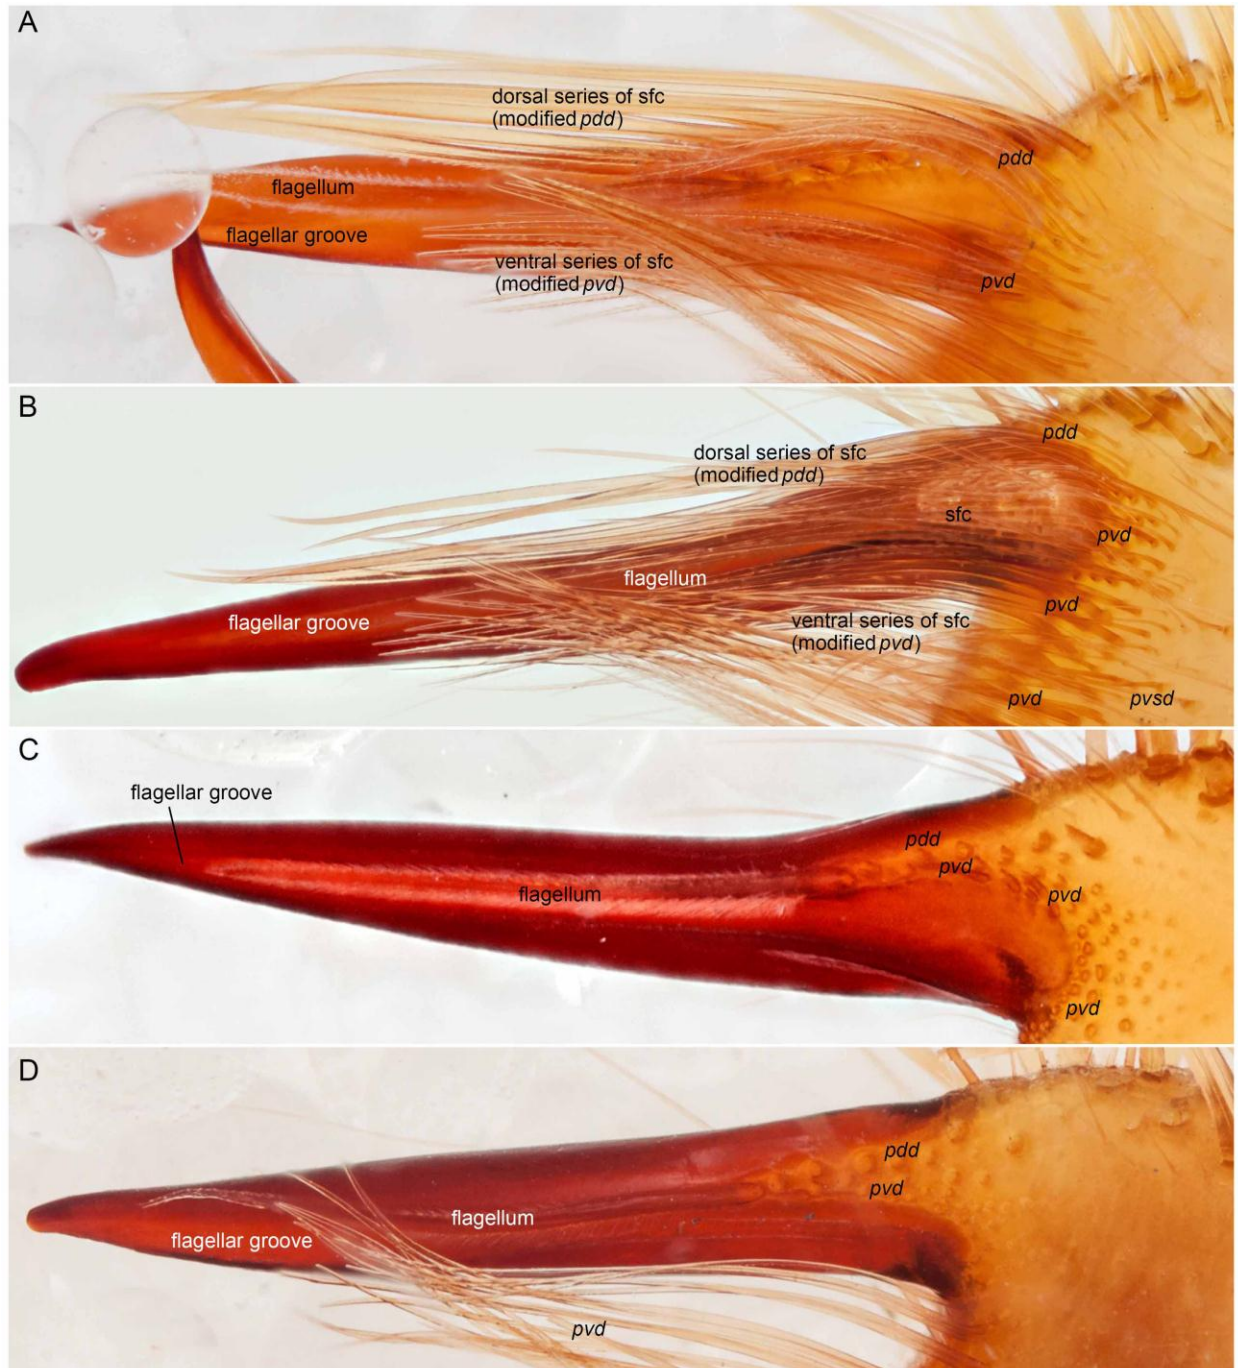 A
dorsal series of sfc
(modified pdd)
pdd
flagellum
flagellar groove
ventral series of sfc
(modified pvd)
pvd
B
pdd
dorsal series of sfc
(modified pdd)
sfc
pvd
flagellum
pvd
flagellar groove
ventral series of sfc
(modified pvd)
pvd
pvsd
C
flagellar groove
pdd
pvd
flagellum
pvd
pvd
D
pdd
pvd
flagellum
flagellar groove
pvd